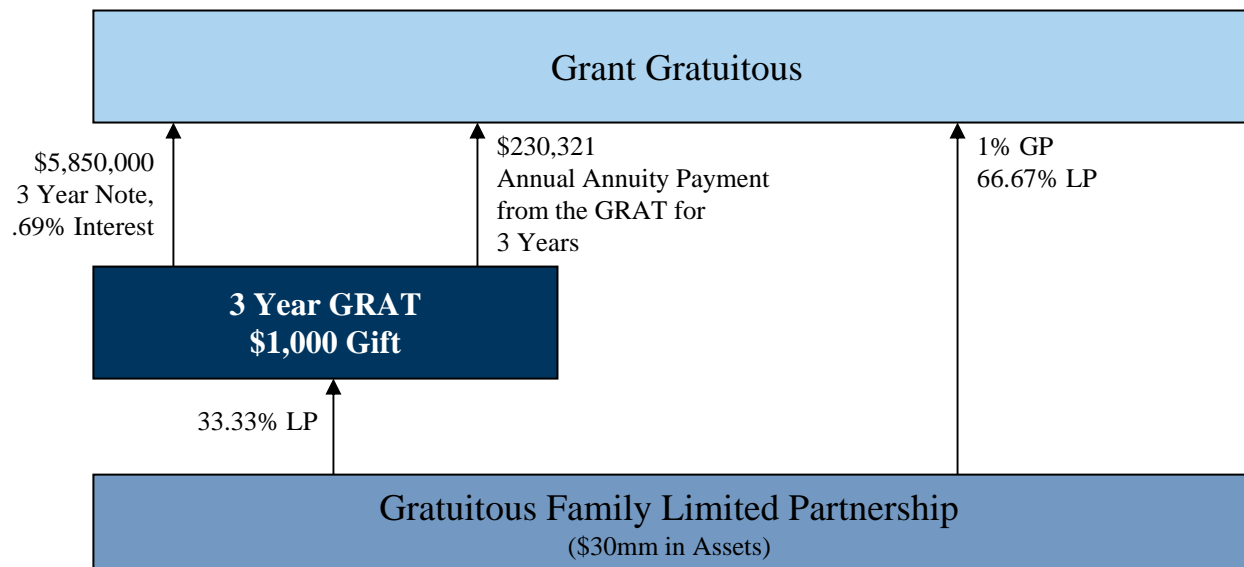 Grant Gratuitous
$5,850,000
3 Year Note,
.69% Interest
$230,321
Annual Annuity Payment
from the GRAT for
3 Years
1% GP
66.67% LP
3 Year GRAT
$1,000 Gift
33.33% LP
Gratuitous Family Limited Partnership
($30mm in Assets)